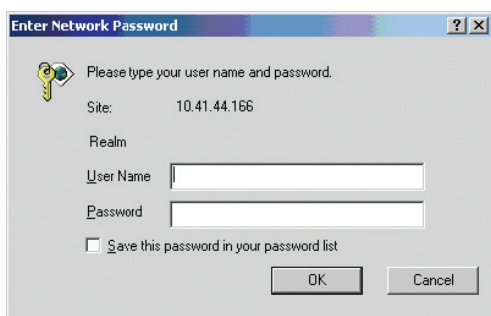 Enter Network Password
Please type your user name and password.
Site: 10.41.44.166
Realm
User Name
Password
Save this password in your password list
OK Cancel